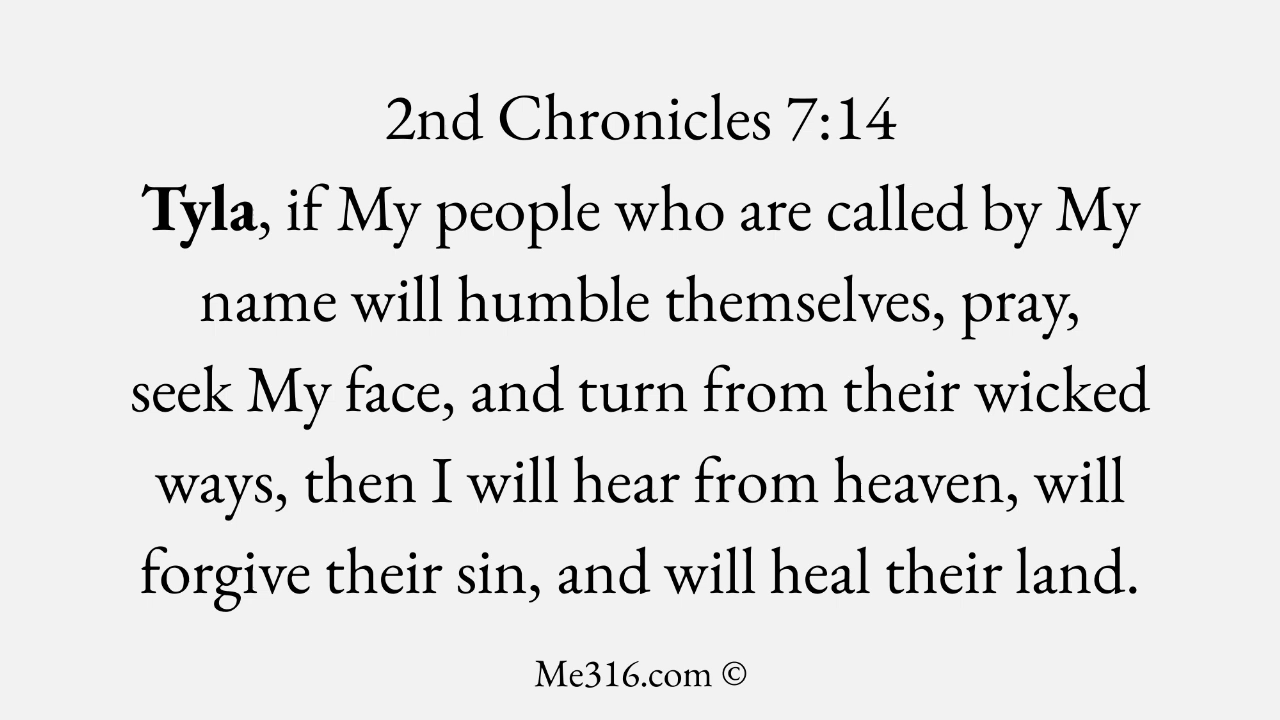 2nd Chronicles 7:14
Tyla, if My people who are called by My
name will humble themselves, pray,
seek My face, and turn from their wicked
ways, then I will hear from heaven, will
forgive their sin, and will heal their land.
Me316.com ©